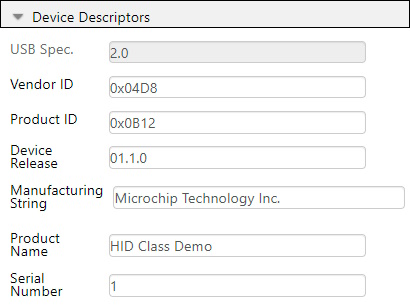 Device Descriptors
USB Spec.
2.0
Vendor ID
0x04D8
Product ID
0x0B12
Device
Release
01.1.0
Manufacturing
String
Microchip Technology Inc.
Product
Name
HID Class Demo
Serial
Number
1